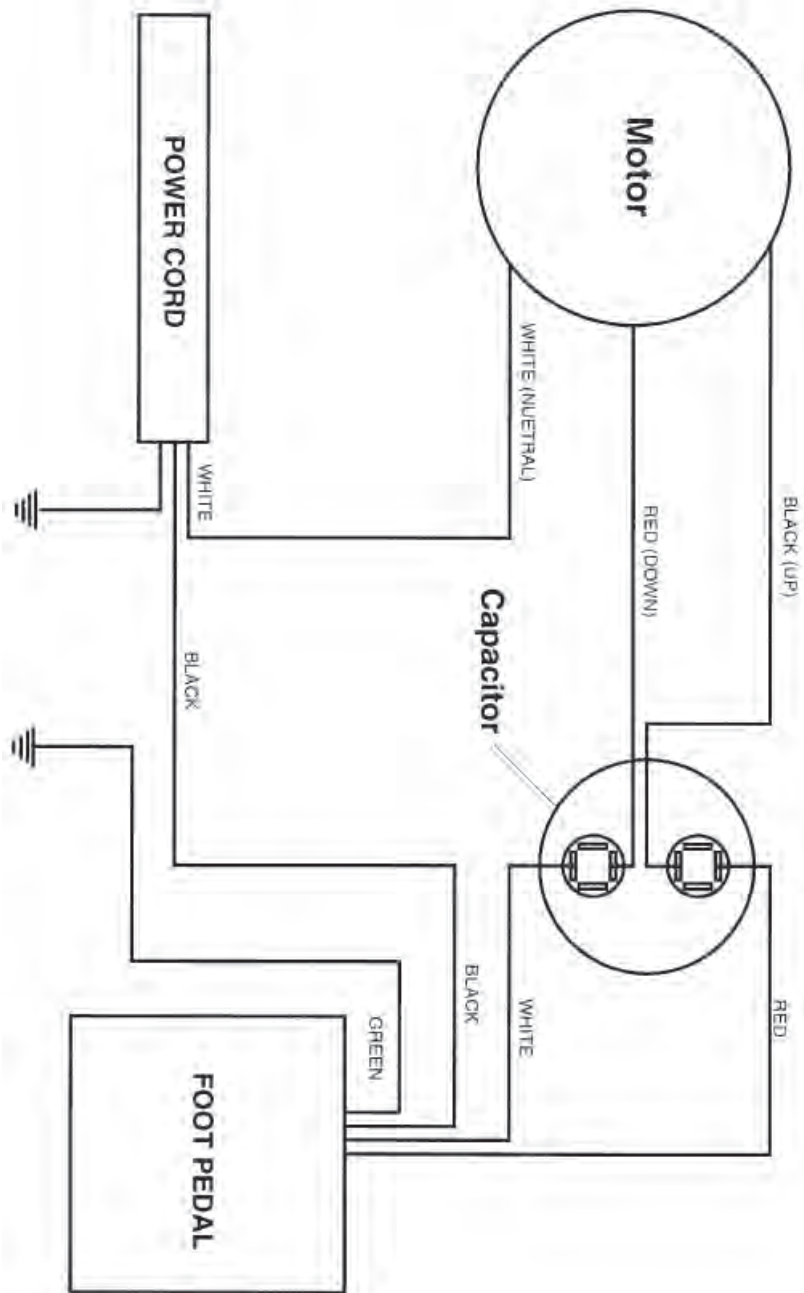 Motor
BLACK (UP)
RED (DOWN)
WHITE (NUETRAL)
Capacitor
RED
WHITE
BLACK
GREEN
POWER CORD
WHITE
BLACK
FOOT PEDAL